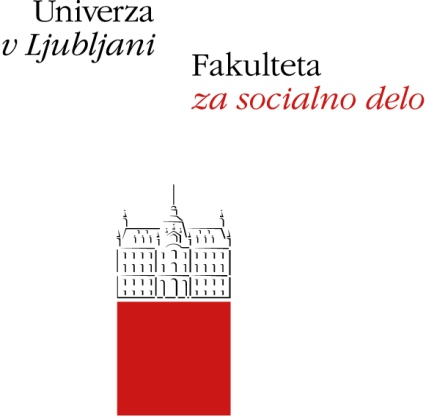 Univerza
v Ljubljani
Fakulteta
za socialno delo